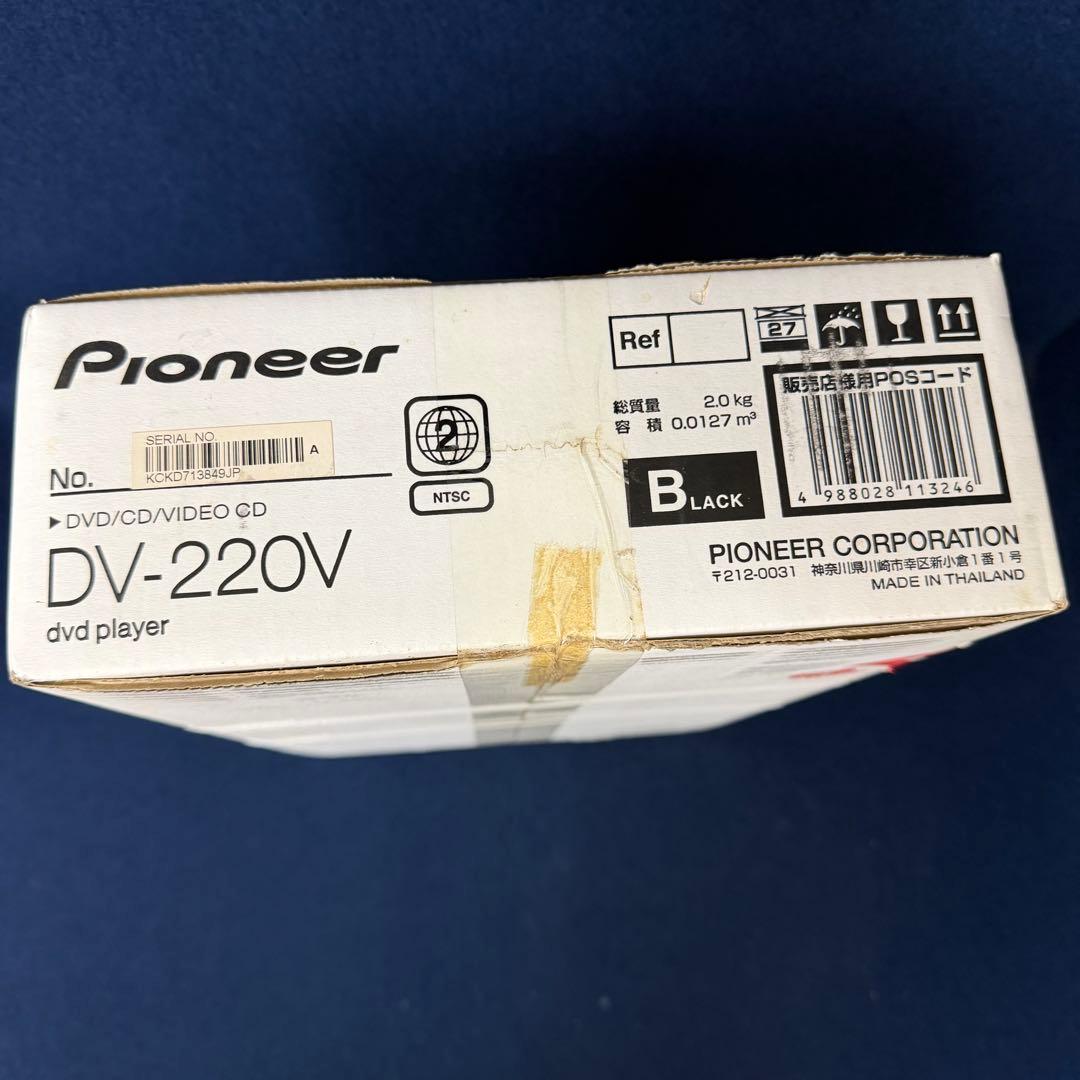 Pioneer
SERIAL NO.
A
KCKD713849JP
No.
2
NTSC
▶DVD/CD/VIDEO CD
DV-220V
dvd player
Ref
27
総質量 2.0 kg
容 積 0.0127 m³
BLACK
販売店様用POSコード
4 988028 113246
PIONEER CORPORATION
〒212-0031 神奈川県川崎市幸区新小倉1番1号
MADE IN THAILAND